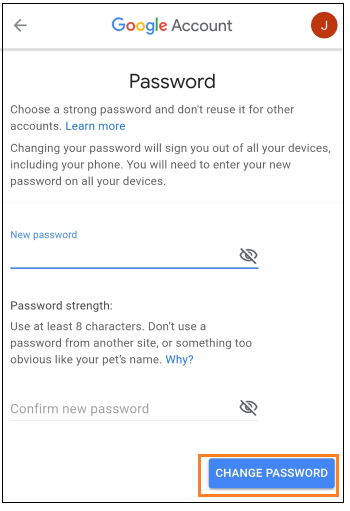 Google Account
J
Password
Choose a strong password and don't reuse it for other
accounts. Learn more
Changing your password will sign you out of all your devices,
including your phone. You will need to enter your new
password on all your devices.
New password
Password strength:
Use at least 8 characters. Don't use a
password from another site, or something too
obvious like your pet's name. Why?
Confirm new password
CHANGE PASSWORD